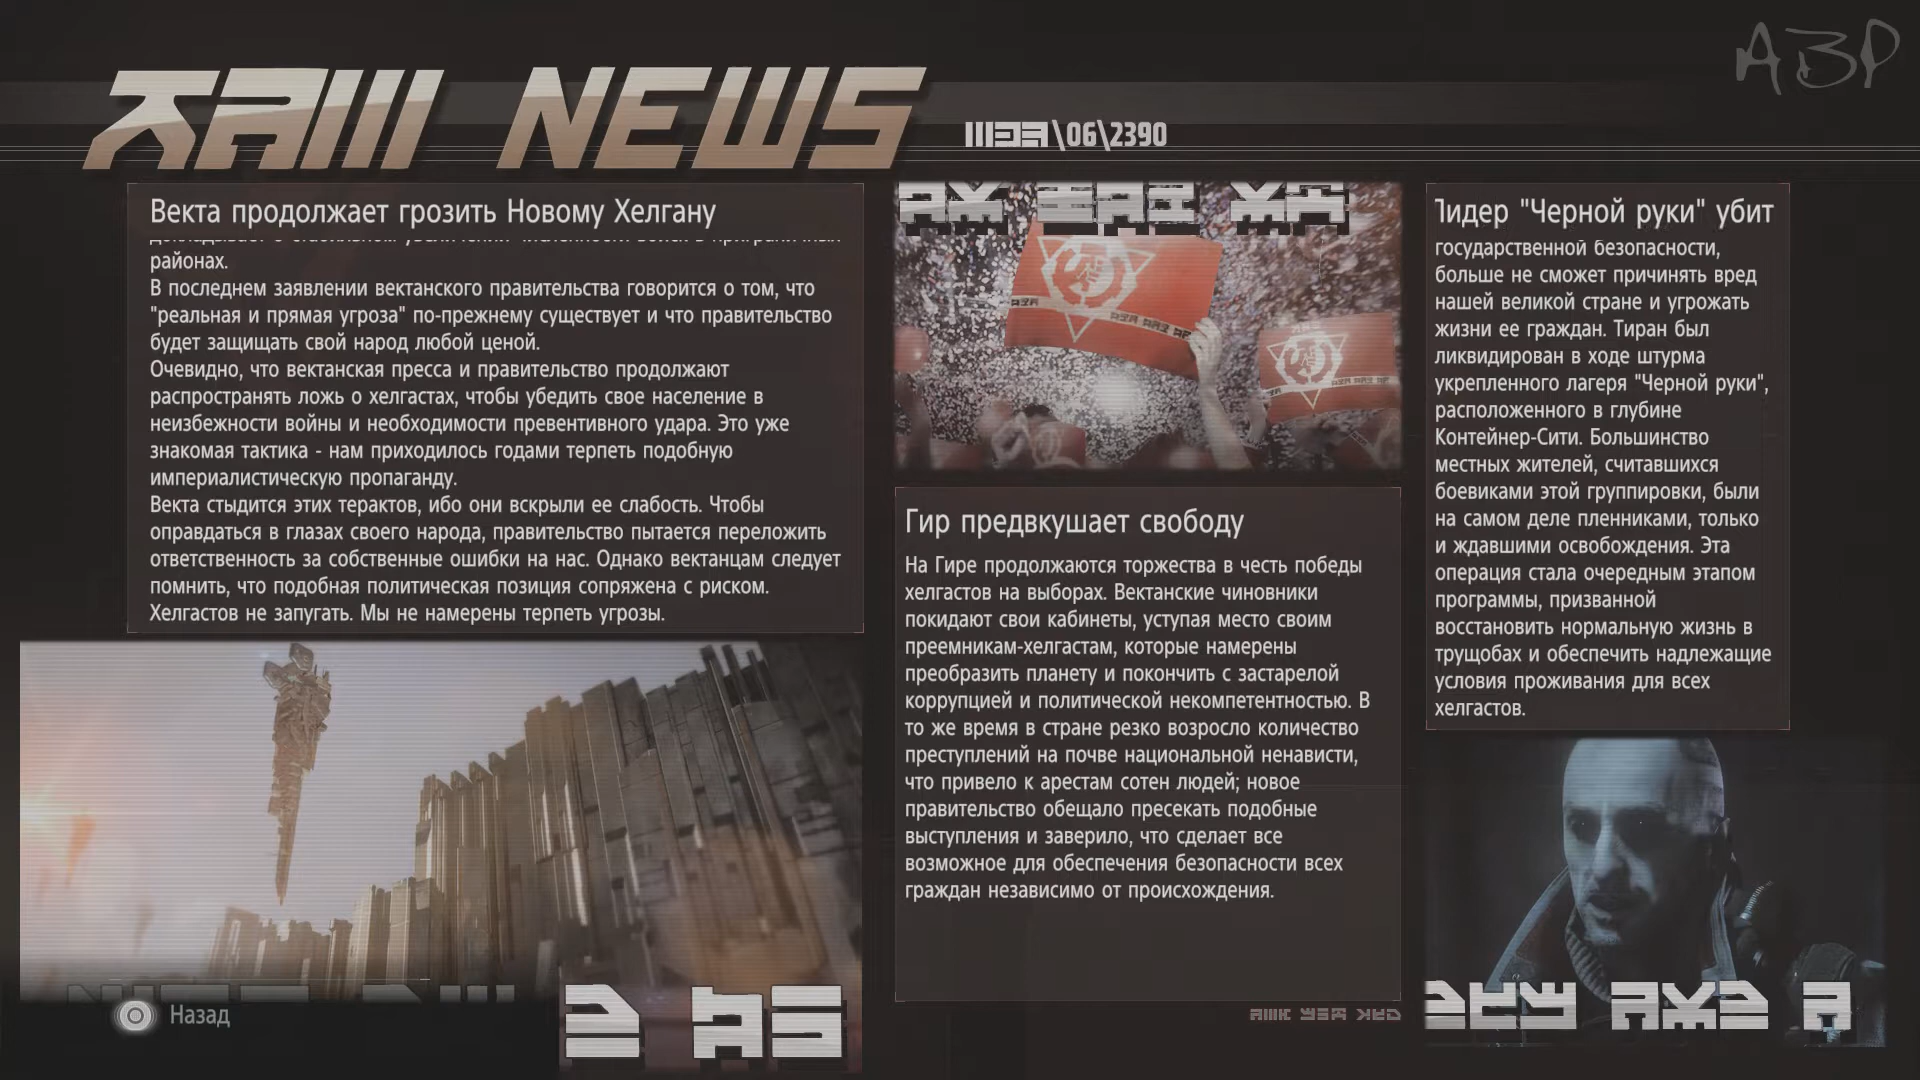 NEWS
\06\2390
АВР
Векта продолжает грозить Новому Хелгану
районах.
В последнем заявлении вектанского правительства говорится о том, что
"реальная и прямая угроза" по-прежнему существует и что правительство
будет защищать свой народ любой ценой.
Очевидно, что вектанская пресса и правительство продолжают
распространять ложь о хелгастах, чтобы убедить свое население в
неизбежности войны и необходимости превентивного удара. Это уже
знакомая тактика - нам приходилось годами терпеть подобную
империалистическую пропаганду.
Векта стыдится этих терактов, ибо они вскрыли ее слабость. Чтобы
оправдаться в глазах своего народа, правительство пытается переложить
ответственность за собственные ошибки на нас. Однако вектанцам следует
помнить, что подобная политическая позиция сопряжена с риском.
Хелгастов не запугать. Мы не намерены терпеть угрозы.
Гир предвкушает свободу
На Гире продолжаются торжества в честь победы
хелгастов на выборах. Вектанские чиновники
покидают свои кабинеты, уступая место своим
преемникам-хелгастам, которые намерены
преобразить планету и покончить с застарелой
коррупцией и политической некомпетентностью. В
то же время в стране резко возросло количество
преступлений на почве национальной ненависти,
что привело к арестам сотен людей; новое
правительство обещало пресекать подобные
выступления и заверило, что сделает все
возможное для обеспечения безопасности всех
граждан независимо от происхождения.
Лидер "Черной руки" убит
государственной безопасности,
больше не сможет причинять вред
нашей великой стране и угрожать
жизни ее граждан. Тиран был
ликвидирован в ходе штурма
укрепленного лагеря "Черной руки",
расположенного в глубине
Контейнер-Сити. Большинство
местных жителей, считавшихся
боевиками этой группировки, были
на самом деле пленниками, только
и ждавшими освобождения. Эта
операция стала очередным этапом
программы, призванной
восстановить нормальную жизнь в
трущобах и обеспечить надлежащие
условия проживания для всех
хелгастов.
Назад